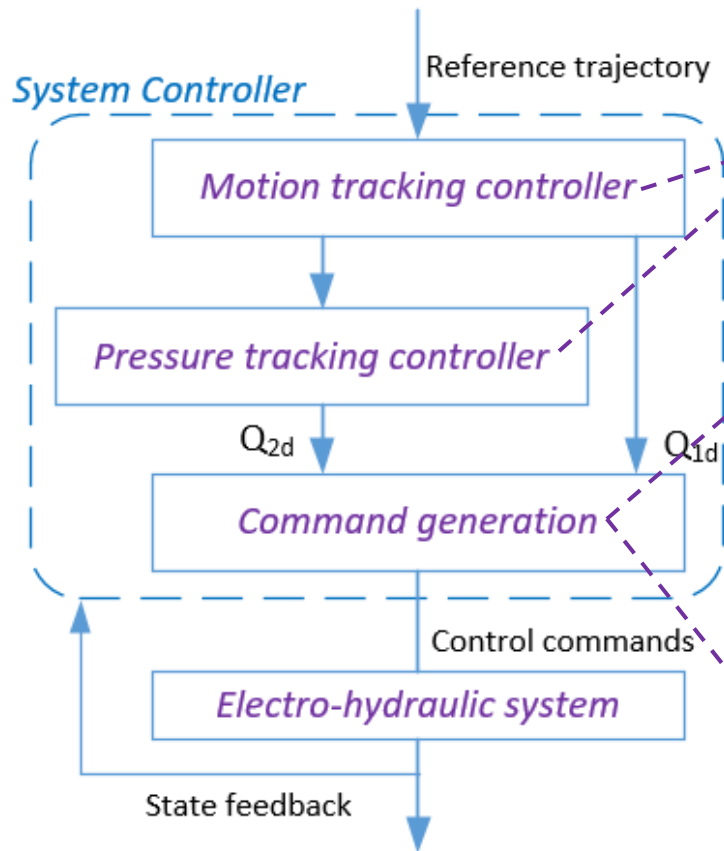 Reference trajectory
System Controller
Motion tracking controller
Pressure tracking controller
Q2d
Q1d
Command generation
Control commands
Electro-hydraulic system
State feedback